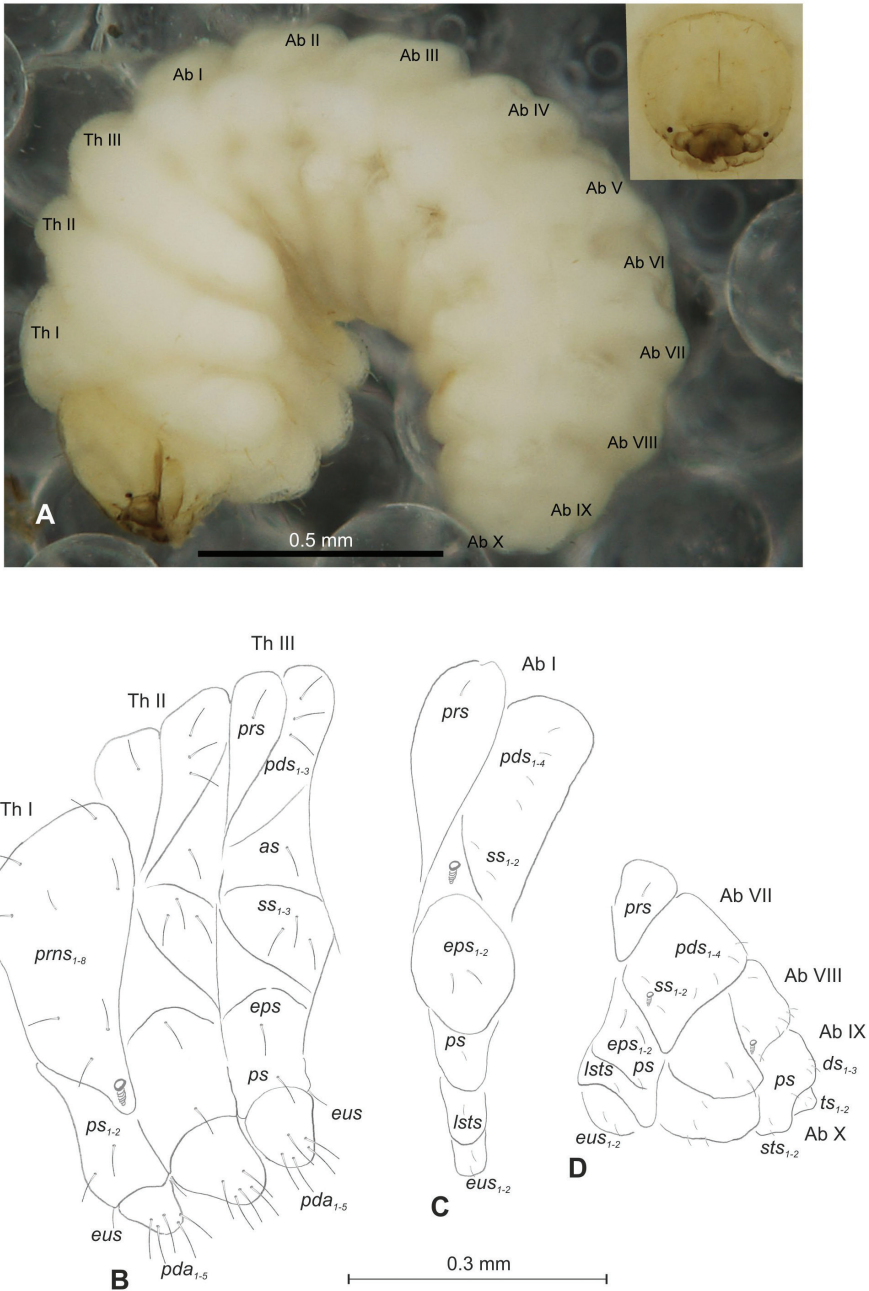 Ab II
Ab III
Ab I
Ab IV
Th III
Ab V
Th II
Ab VI
Th I
Ab VII
Ab VIII
A
Ab IX
0.5 mm
Ab X
Th III
Ab I
Th II
prs
prs
pds1-3
pds1-4
Th I
as
ss1-2
Ab VII
prs
ss1-3
pds1-4
eps1-2
prns1-8
Ab VIII
ss1-2
eps
Ab IX
ps
eps1-2
ds1-3
lsts
ps
ps
ps
eus
ts1-2
ps1-2
lsts
Ab X
eus1-2
sts1-2
D
eus1-2
pda1-5
C
eus
pda1-5
0.3 mm
B